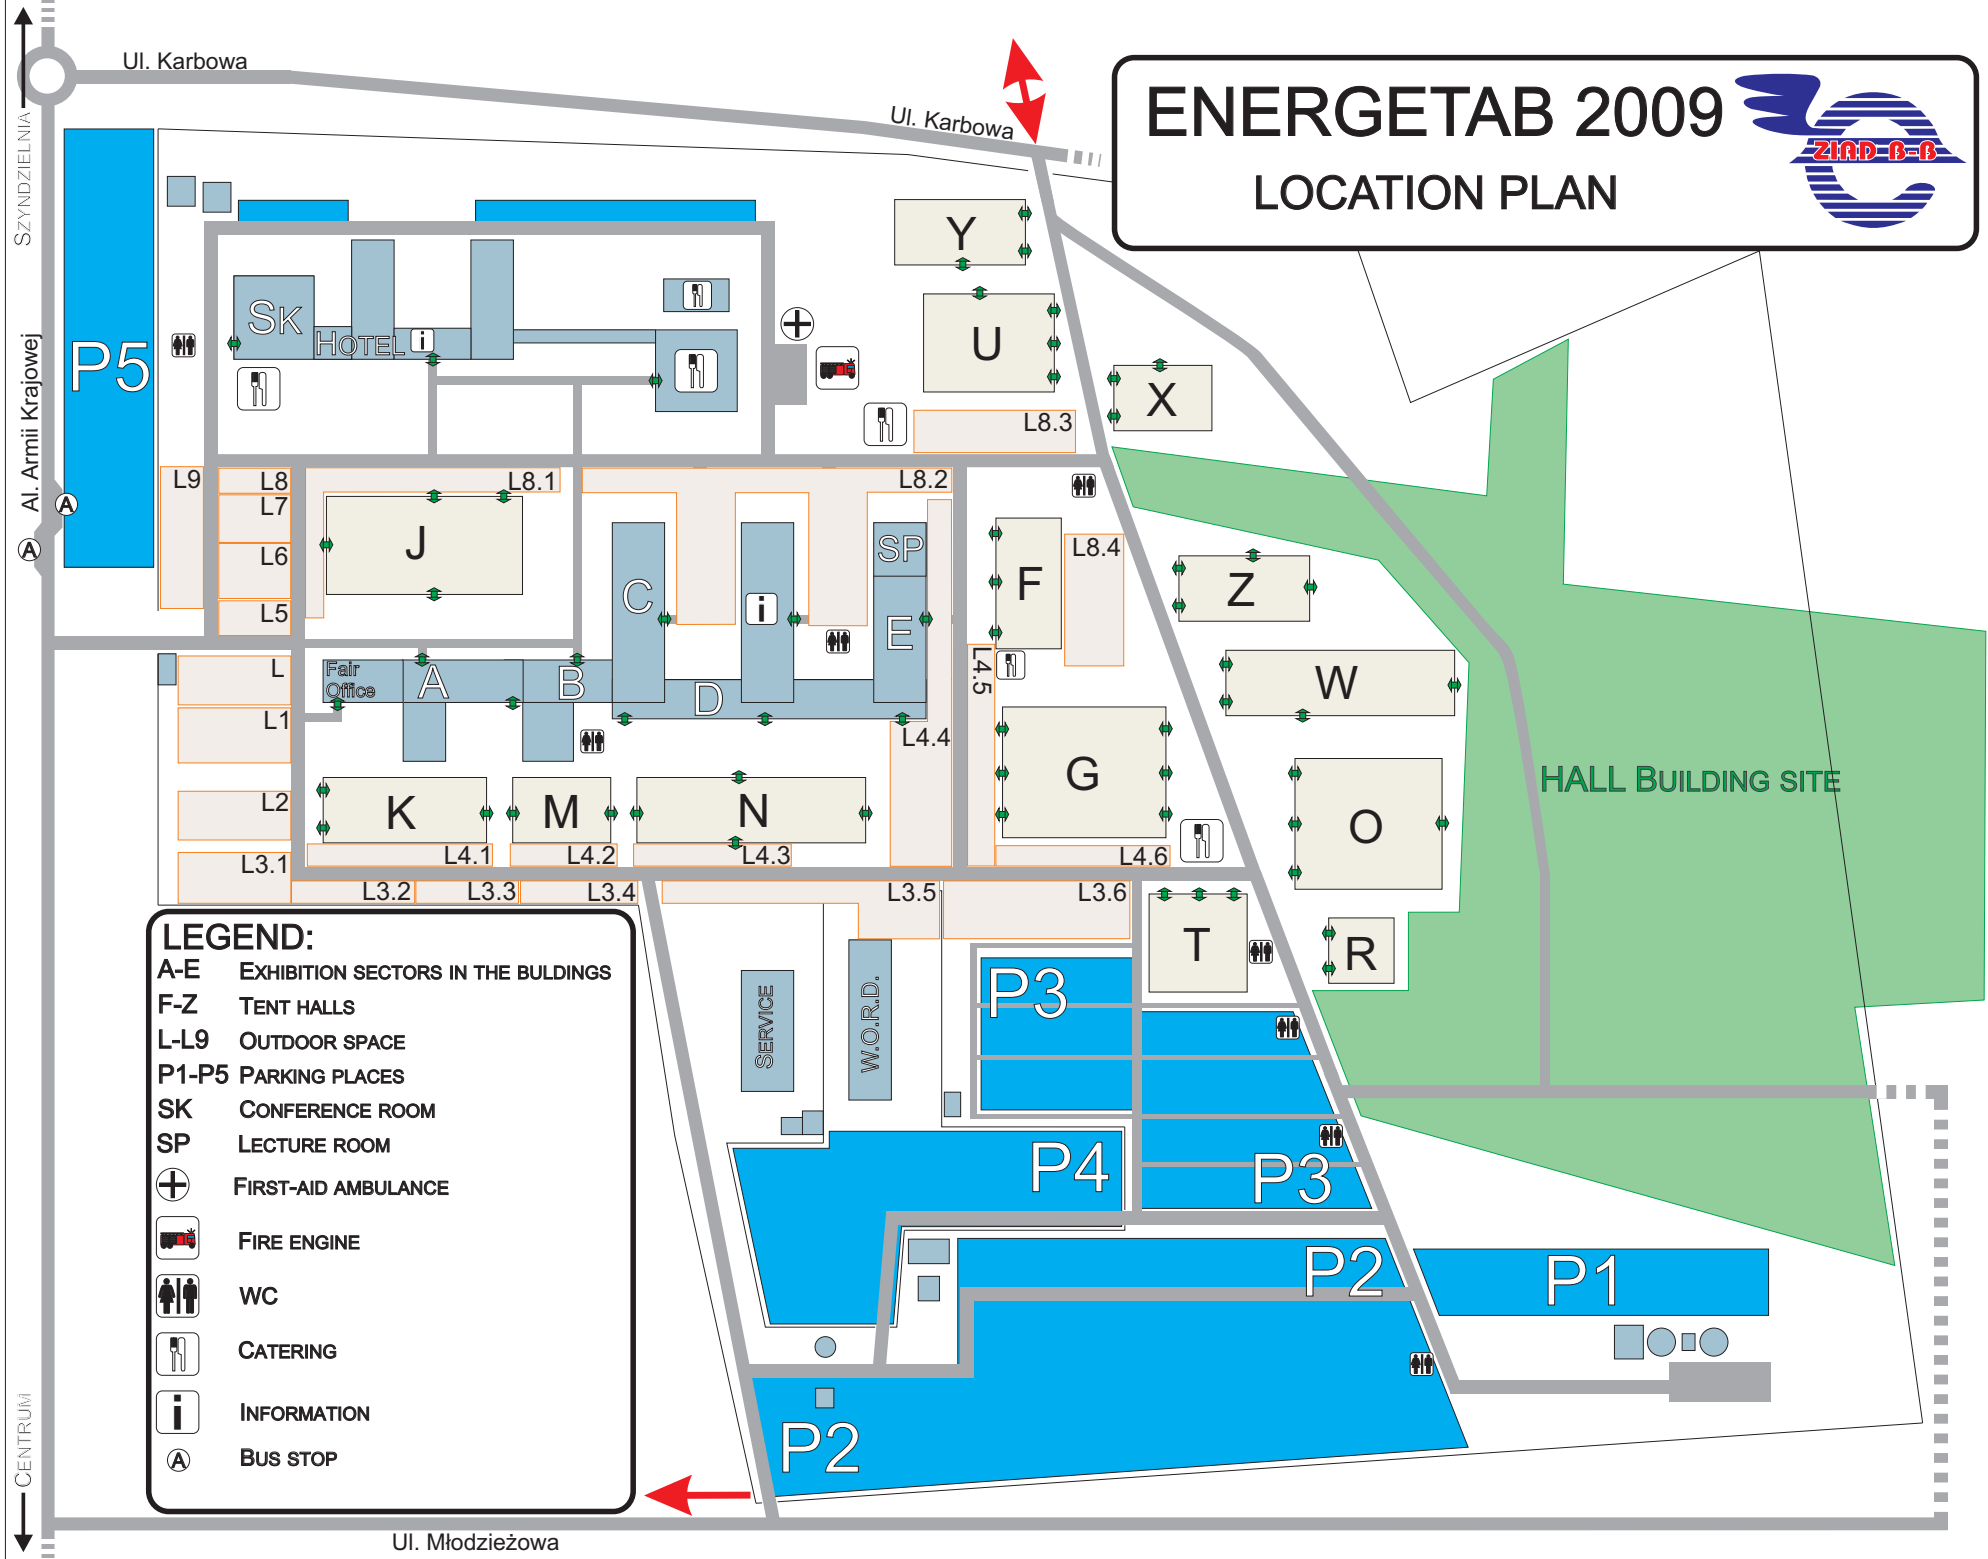 Ul. Karbowa
Ul. Karbowa
ENERGETAB 2009
LOCATION PLAN
ZIAD B-B
SZYNDZIELNIA
Al. Armii Krajowej
CENTRUM
P5
SK
HOTEL
i
Y
U
X
L8.3
L9
L8
L7
L6
L5
L8.1
L8.2
J
C
i
SP
E
F
L8.4
Z
A
A
L
L1
L2
L3.1
Fair
Office
A
B
D
L4.5
L4.4
W
G
O
HALL BUILDING SITE
K
M
N
L4.1
L4.2
L4.3
L4.6
L3.2
L3.3
L3.4
L3.5
L3.6
T
R
SERVICE
W.O.R.D.
P3
P4
P3
P2
P1
P2
LEGEND:
A-E EXHIBITION SECTORS IN THE BULDINGS
F-Z TENT HALLS
L-L9 OUTDOOR SPACE
P1-P5 PARKING PLACES
SK CONFERENCE ROOM
SP LECTURE ROOM
FIRST-AID AMBULANCE
FIRE ENGINE
WC
CATERING
i INFORMATION
A BUS STOP
Ul. Młodzieżowa